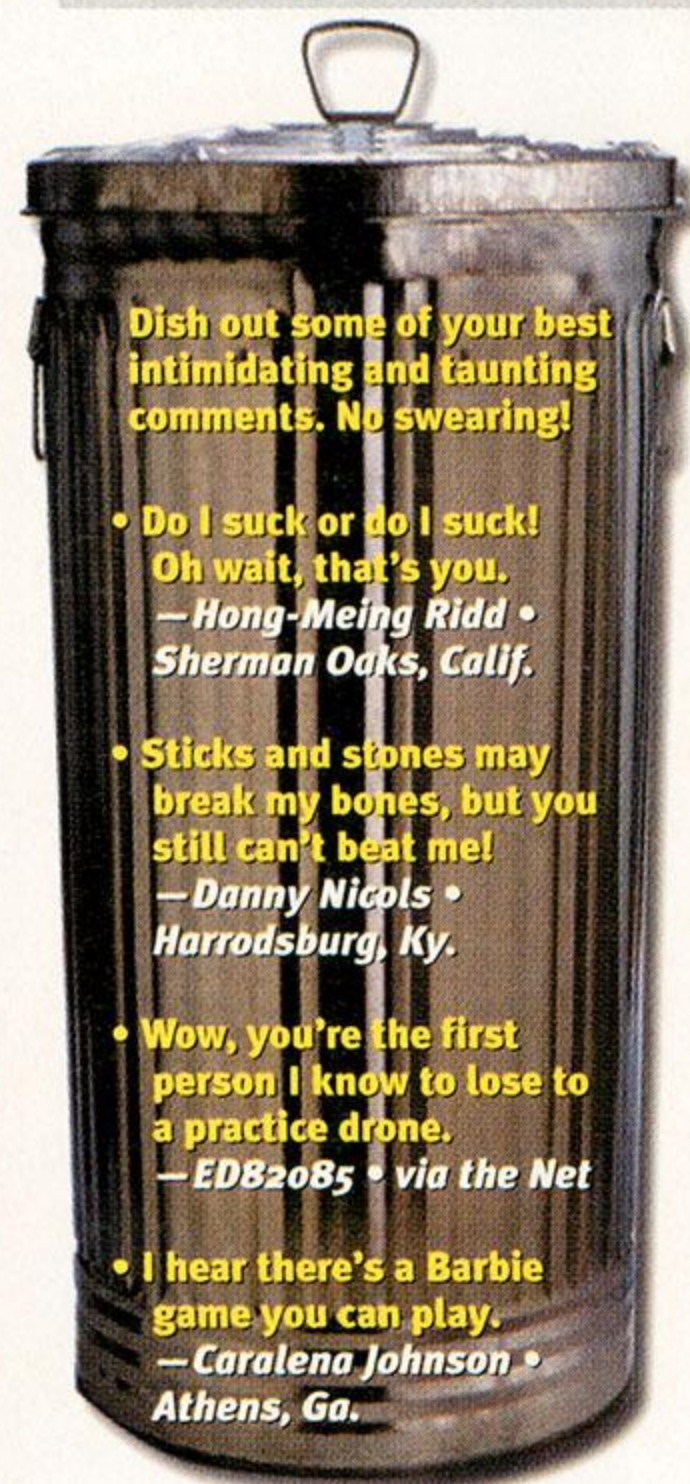 Dish out some of your best
intimidating and taunting
comments. No swearing!
• Do I suck or do I suck!
Oh wait, that's you.
—Hong-Meing Ridd •
Sherman Oaks, Calif.
• Sticks and stones may
break my bones, but you
still can't beat me!
—Danny Nicols •
Harrodsburg, Ky.
• Wow, you're the first
person I know to lose to
a practice drone.
—ED82085 • via the Net
• I hear there's a Barbie
game you can play.
—Caralena Johnson •
Athens, Ga.